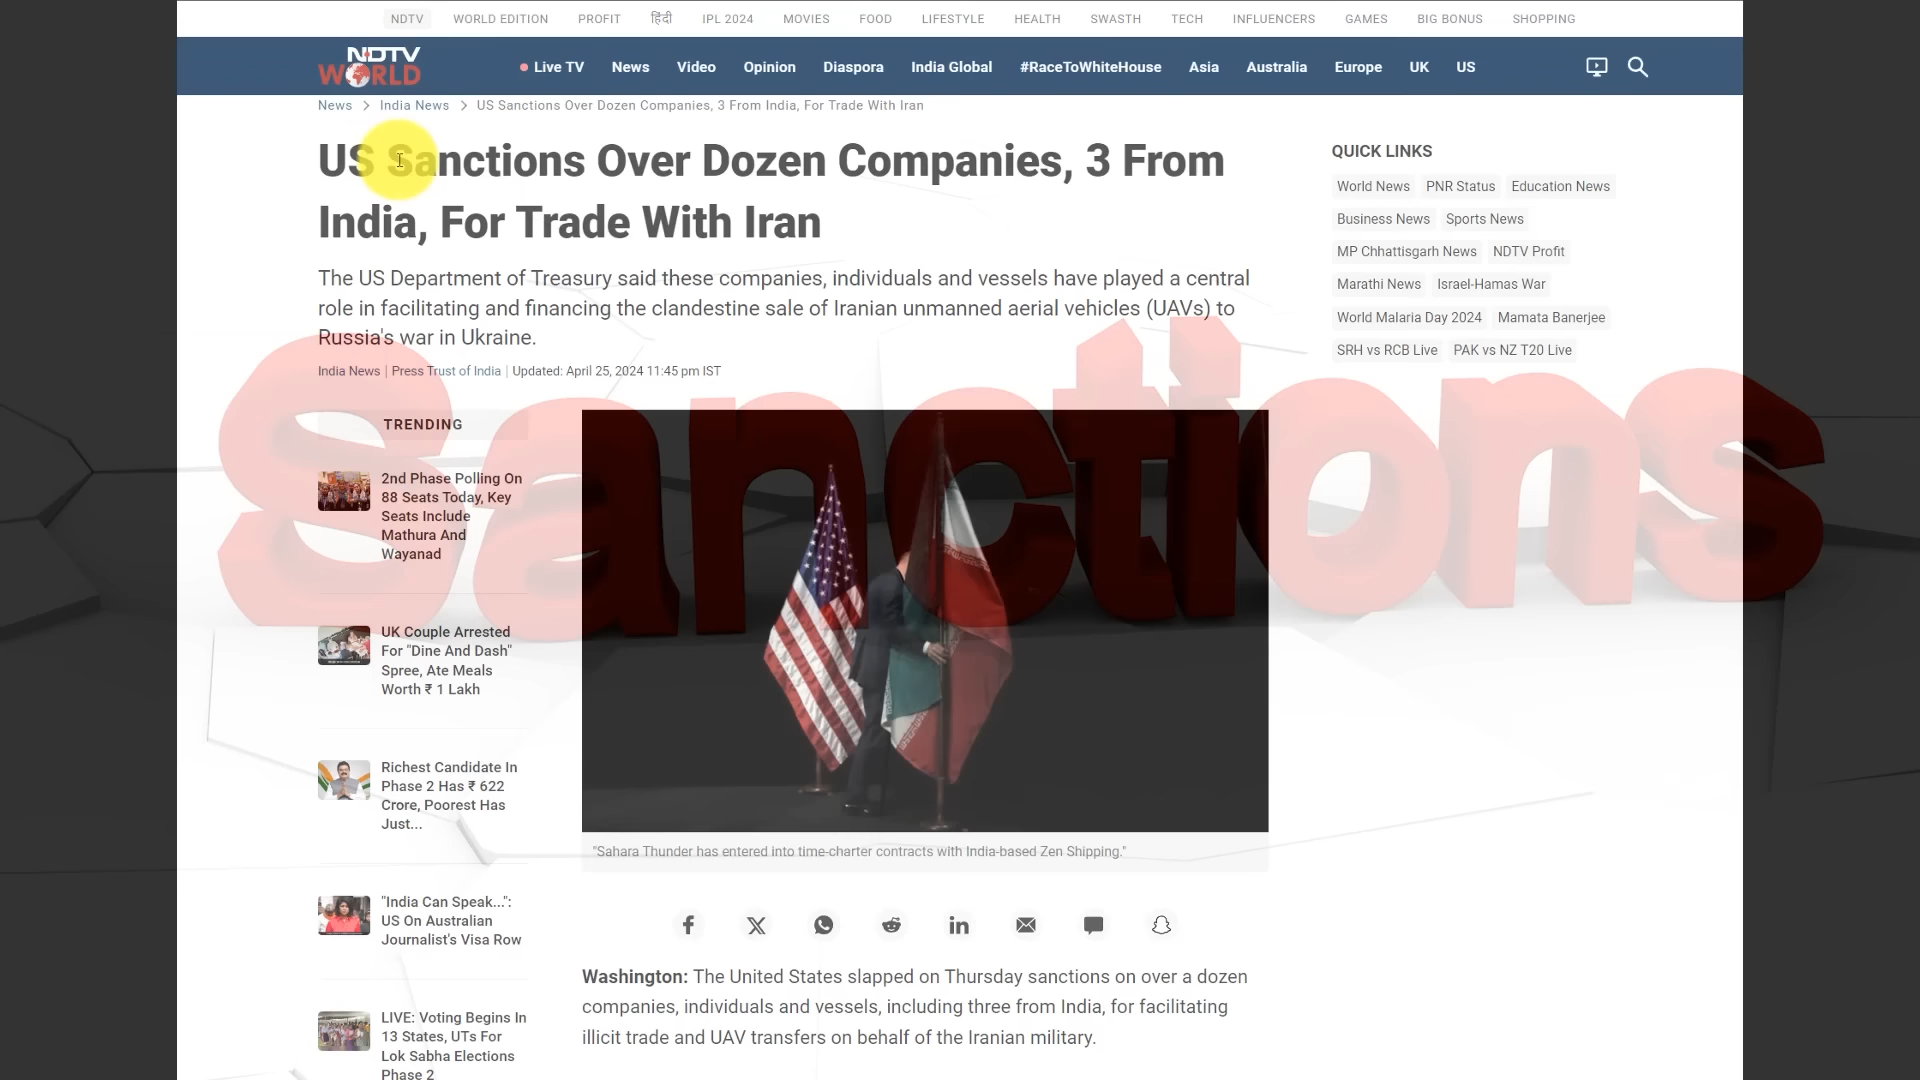 NDTV WORLD EDITION PROFIT हिंदी IPL 2024 MOVIES FOOD LIFESTYLE HEALTH SWASTH TECH INFLUENCERS GAMES BIG BONUS SHOPPING
NDTV
WORLD
Live TV News Video Opinion Diaspora India Global #RaceToWhiteHouse Asia Australia Europe UK US
News > India News > US Sanctions Over Dozen Companies, 3 From India, For Trade With Iran
US Sanctions Over Dozen Companies, 3 From
India, For Trade With Iran
The US Department of Treasury said these companies, individuals and vessels have played a central
role in facilitating and financing the clandestine sale of Iranian unmanned aerial vehicles (UAVs) to
Russia's war in Ukraine.
India News | Press Trust of India | Updated: April 25, 2024 11:45 pm IST
QUICK LINKS
World News PNR Status Education News
Business News Sports News
MP Chhattisgarh News NDTV Profit
Marathi News Israel-Hamas War
World Malaria Day 2024 Mamata Banerjee
SRH vs RCB Live PAK vs NZ T20 Live
Sanctions
TRENDING
2nd Phase Polling On
88 Seats Today, Key
Seats Include
Mathura And
Wayanad
UK Couple Arrested
For "Dine And Dash"
Spree, Ate Meals
Worth ₹ 1 Lakh
Richest Candidate In
Phase 2 Has ₹ 622
Crore, Poorest Has
Just...
"India Can Speak...":
US On Australian
Journalist's Visa Row
LIVE: Voting Begins In
13 States, UTs For
Lok Sabha Elections
Phase 2
"Sahara Thunder has entered into time-charter contracts with India-based Zen Shipping."
Washington: The United States slapped on Thursday sanctions on over a dozen
companies, individuals and vessels, including three from India, for facilitating
illicit trade and UAV transfers on behalf of the Iranian military.